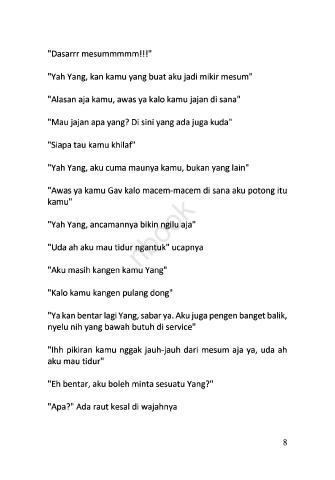 "Dasarrr mesummmmm!!!"
"Yah Yang, kan kamu yang buat aku jadi mikir mesum"
"Alasan aja kamu, awas ya kalo kamu jajan di sana"
"Mau jajan apa yang? Di sini yang ada juga kuda"
"Siapa tau kamu khilaf"
"Yah Yang, aku cuma maunya kamu, bukan yang lain"
"Awas ya kamu Gav kalo macem-macem di sana aku potong itu
kamu"
"Yah Yang, ancamannya bikin ngilu aja"
"Uda ah aku mau tidur ngantuk" ucapnya
"Aku masih kangen kamu Yang"
"Kalo kamu kangen pulang dong"
"Ya kan bentar lagi Yang, sabar ya. Aku juga pengen banget balik,
nyelu nih yang bawah butuh di service"
"Ihh pikiran kamu nggak jauh-jauh dari mesum aja ya, uda ah
aku mau tidur"
"Eh bentar, aku boleh minta sesuatu Yang?"
"Apa?" Ada raut kesal di wajahnya
8